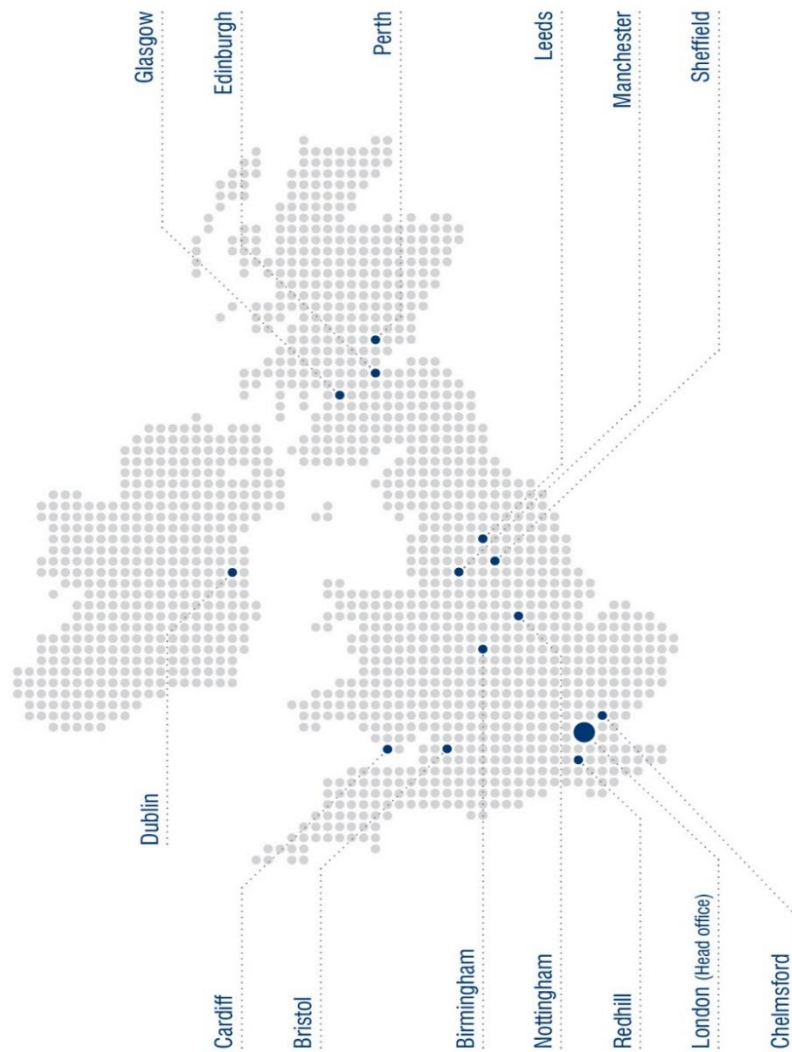 Glasgow
Edinburgh
Perth
Leeds
Manchester
Sheffield
Dublin
Cardiff
Bristol
Birmingham
Nottingham
Redhill
London (Head office)
Chelmsford